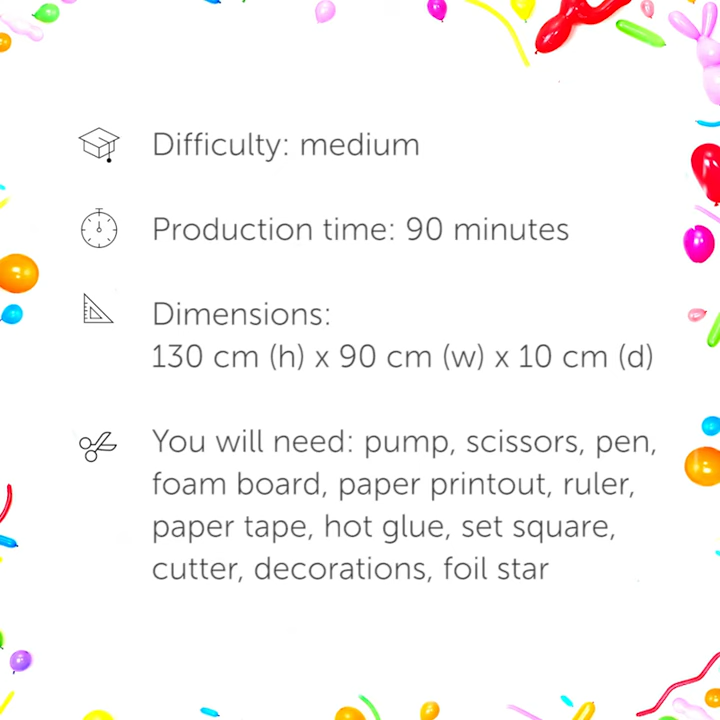 Difficulty: medium
Production time: 90 minutes
Dimensions:
130 cm (h) x 90 cm (w) x 10 cm (d)
You will need: pump, scissors, pen,
foam board, paper printout, ruler,
paper tape, hot glue, set square,
cutter, decorations, foil star